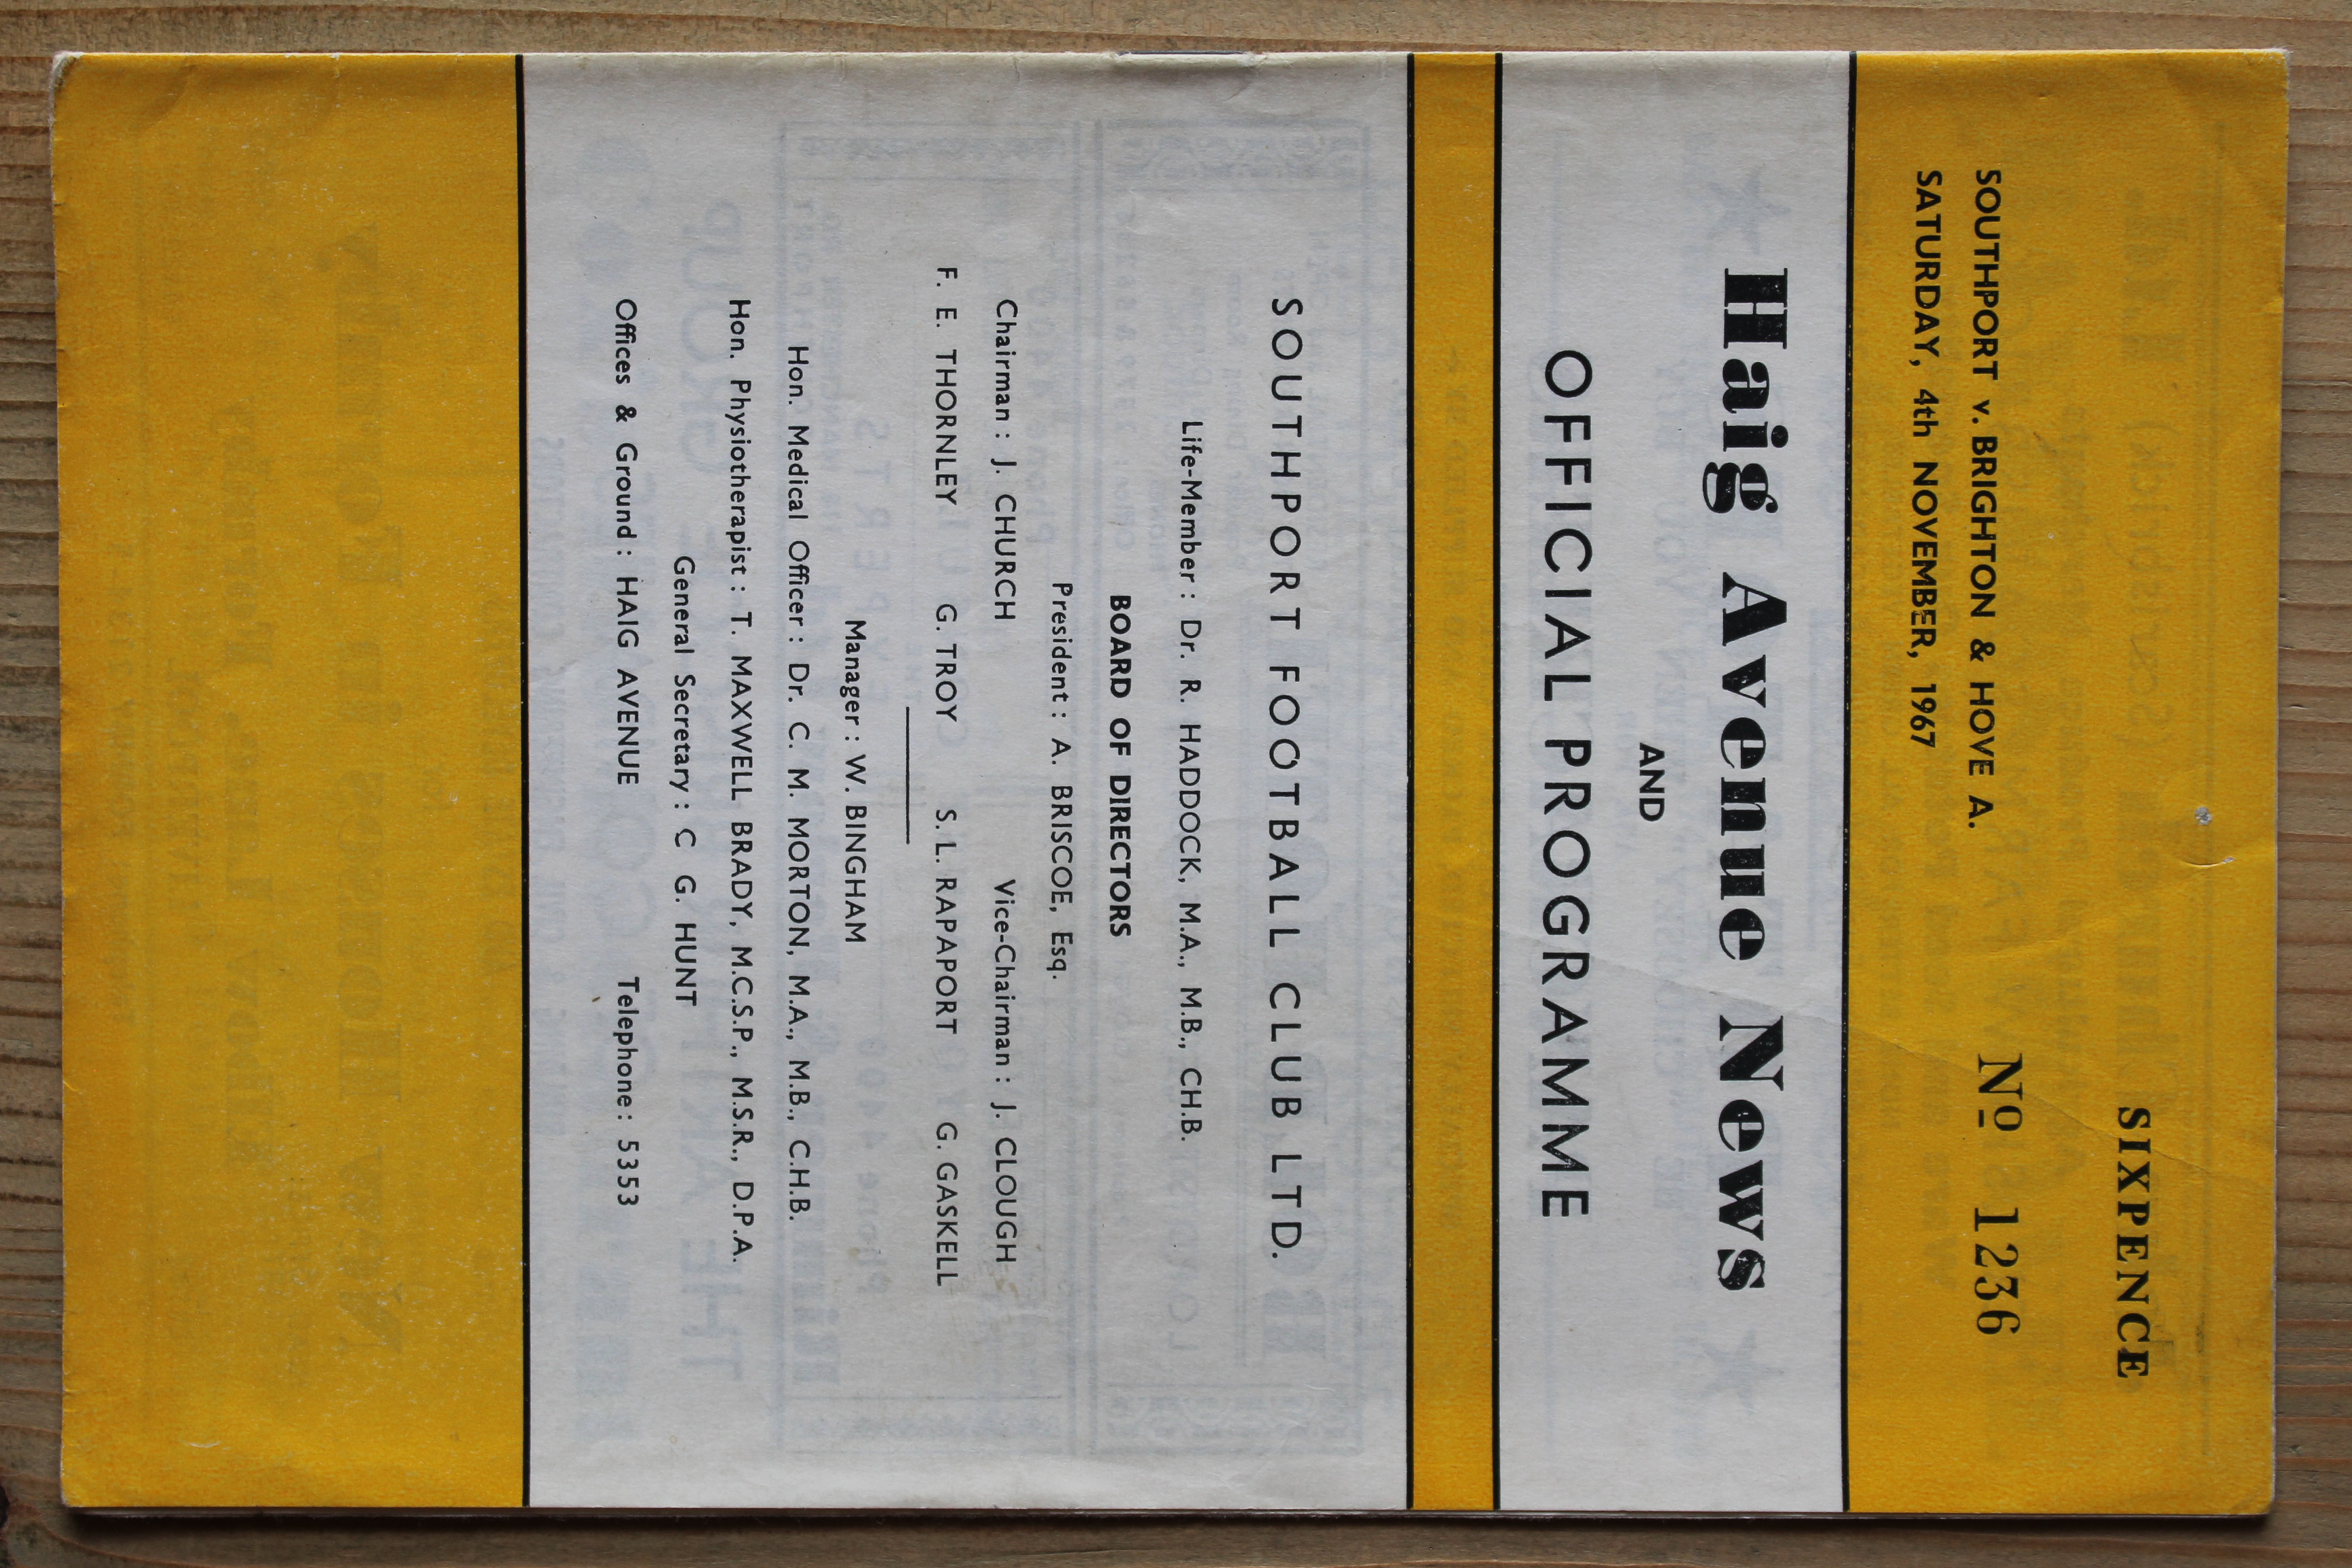 SIXPENCE
SOUTHPORT v. BRIGHTON & HOVE A.
SATURDAY, 4th NOVEMBER, 1967
Nº 1236
Haig Avenue News
AND
OFFICIAL PROGRAMME
SOUTHPORT FOOTBALL CLUB LTD.
Life-Member : Dr. R. HADDOCK, M.A., M.B., CH.B.
BOARD OF DIRECTORS
President : A. BRISCOE, Esq.
Chairman : J. CHURCH Vice-Chairman : J. CLOUGH
F. E. THORNLEY G. TROY S. L. RAPAPORT G. GASKELL
Manager : W. BINGHAM
Hon. Medical Officer : Dr. C. M. MORTON, M.A., M.B., C.H.B.
Hon. Physiotherapist : T. MAXWELL BRADY, M.C.S.P., M.S.R., D.P.A.
General Secretary : C G. HUNT
Offices & Ground : HAIG AVENUE Telephone : 5353